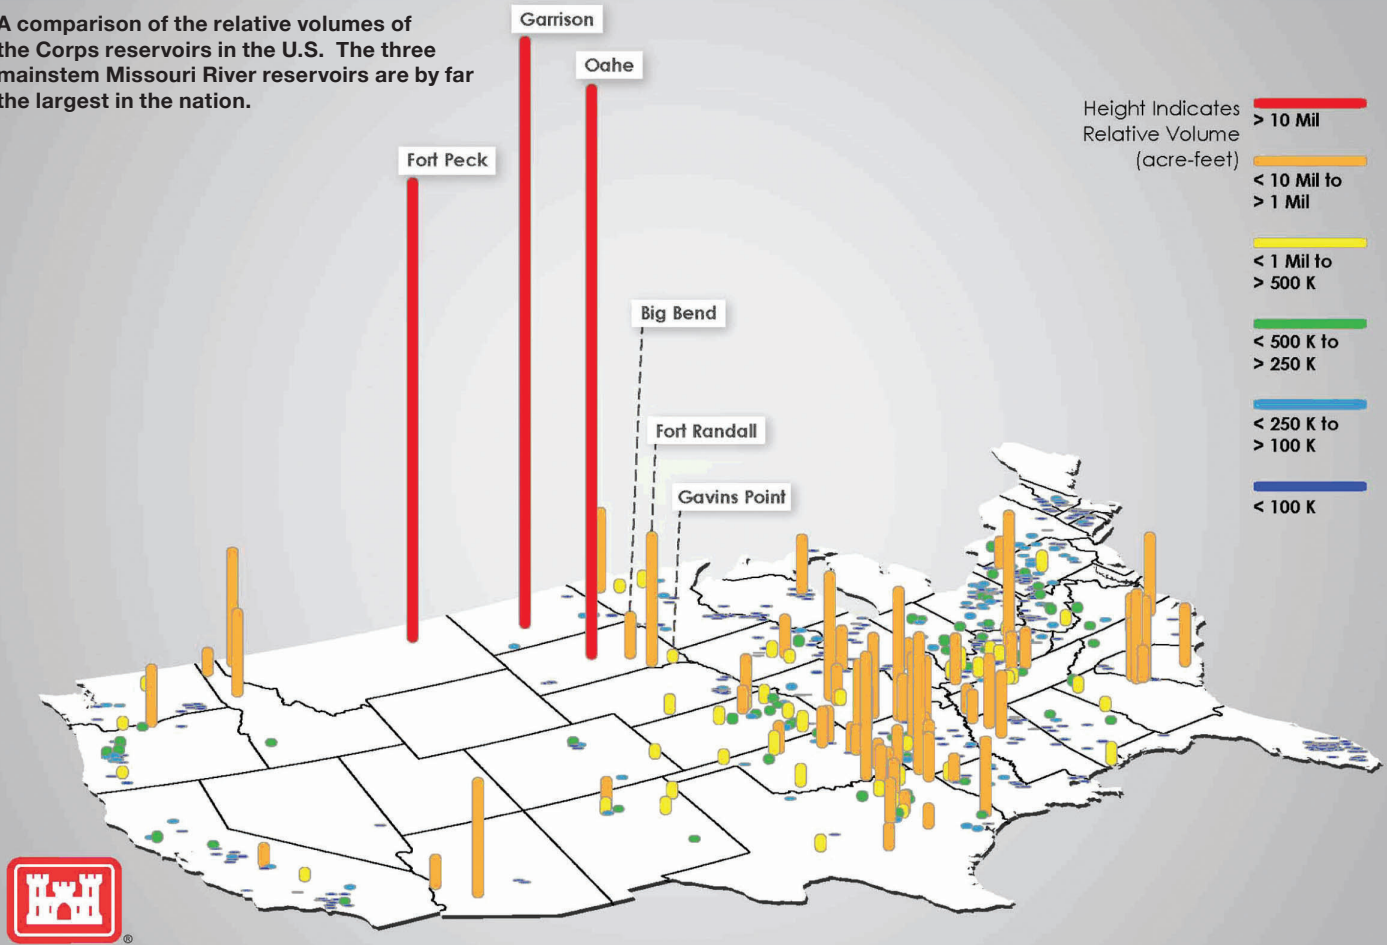 A comparison of the relative volumes of
the Corps reservoirs in the U.S. The three
mainstem Missouri River reservoirs are by far
the largest in the nation.
Garrison
Oahe
Fort Peck
Big Bend
Fort Randall
Gavins Point
Height Indicates
Relative Volume
(acre-feet)
> 10 Mil
< 10 Mil to
> 1 Mil
< 1 Mil to
> 500 K
< 500 K to
> 250 K
< 250 K to
> 100 K
< 100 K
®